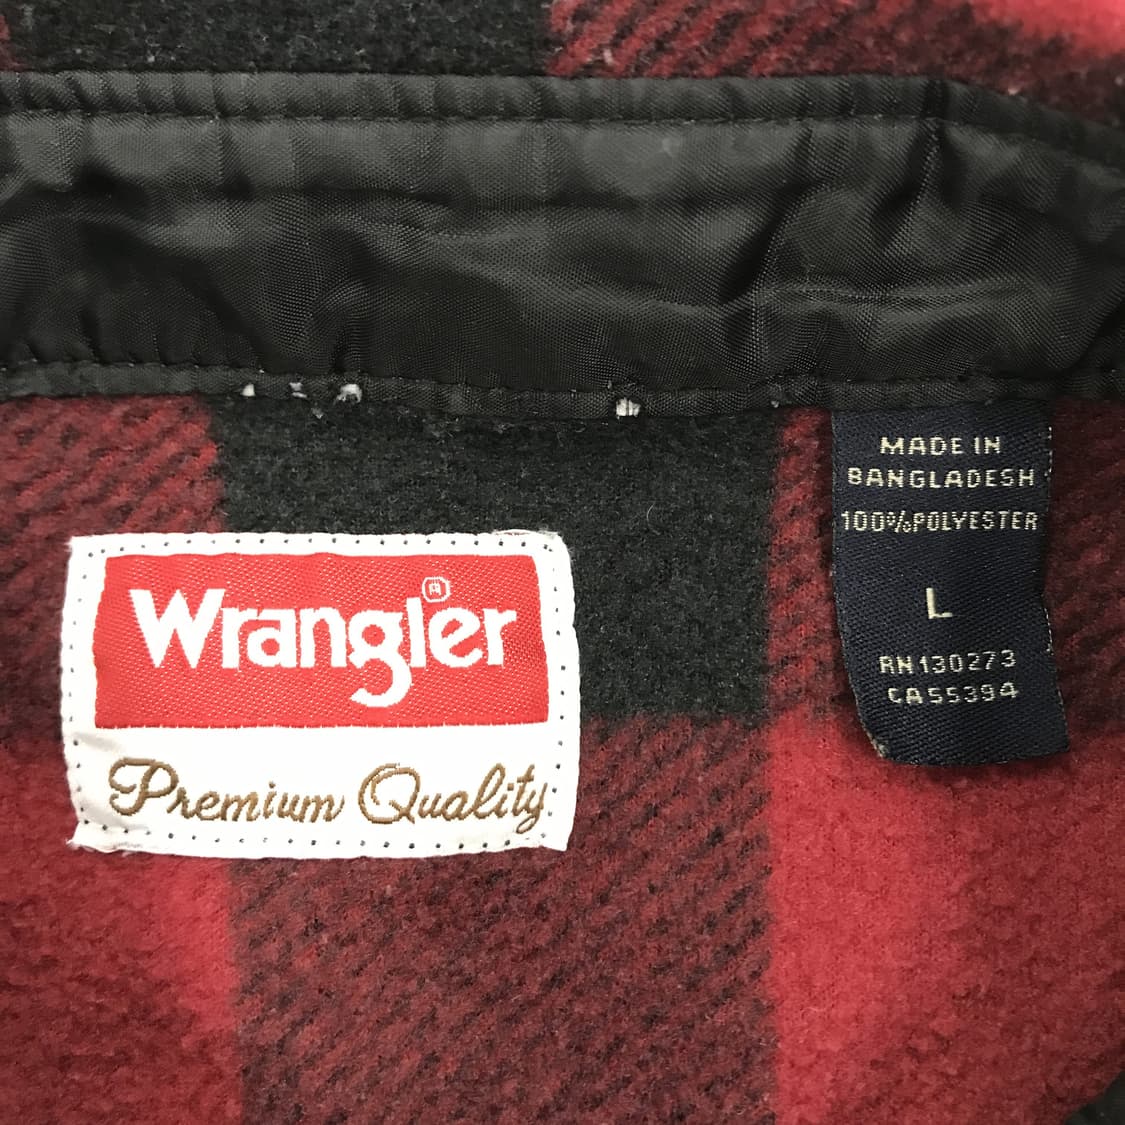 Wrangler®
Premium Quality
MADE IN
BANGLADESH
100%POLYESTER
L
RN130273
CA55394